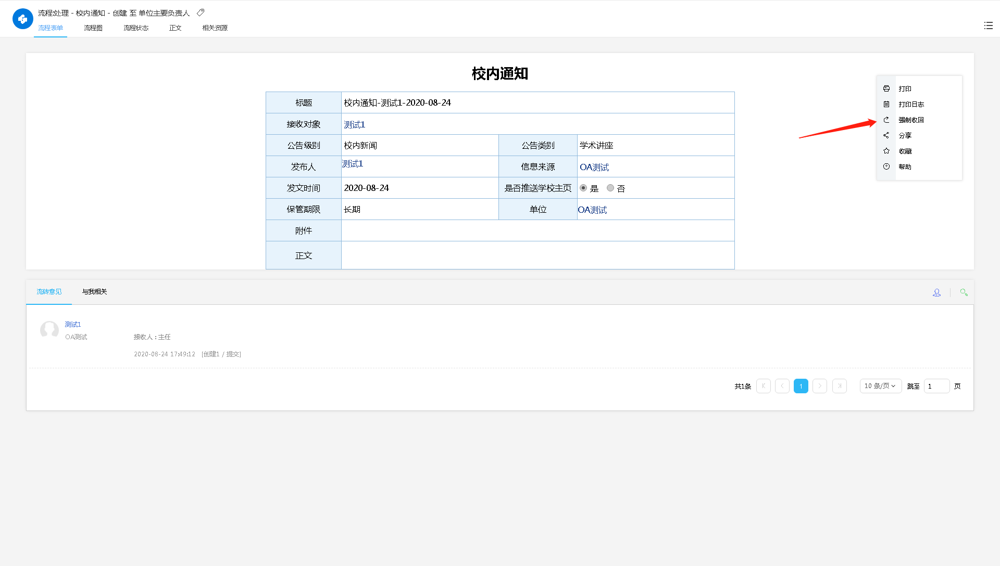 流程:处理 - 校内通知 - 创建 至 单位主要负责人
流程表单 流程图 流程状态 正文 相关资源
校内通知
标题 校内通知-测试1-2020-08-24
接收对象 测试1
公告级别 校内新闻 公告类别 学术讲座
发布人 测试1 信息来源 OA测试
发文时间 2020-08-24 是否推送学校主页 是 否
保管期限 长期 单位 OA测试
附件
正文
打印
打印日志
强制收回
分享
收藏
帮助
流转意见 与我相关
测试1
OA测试 接收人 : 主任
2020-08-24 17:49:12 [创建1 / 提交]
共1条 1 10 条/页 跳至 1 页